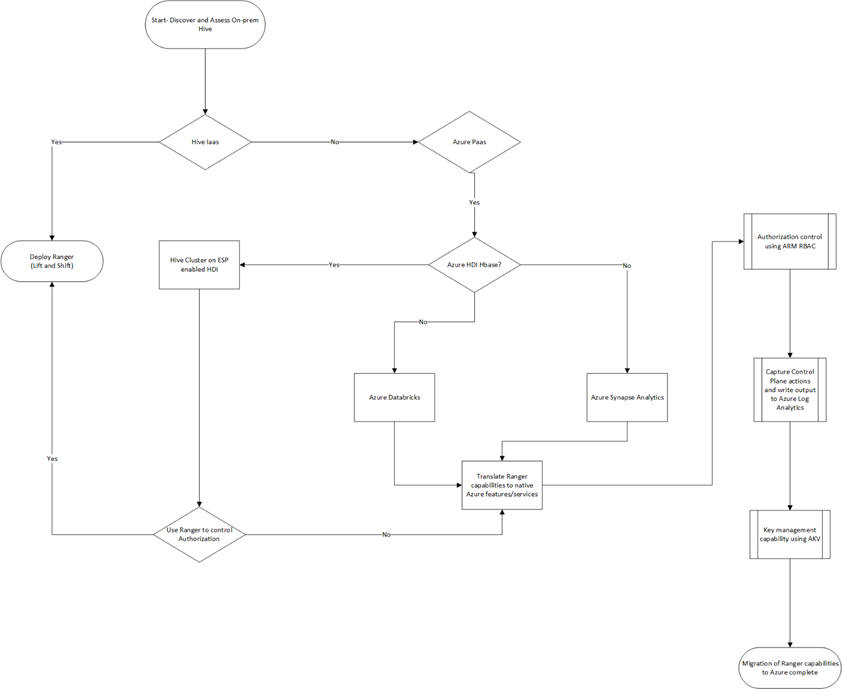 Start- Discover and Assess On-prem
Hive
Hive Iaas
Yes
No
Azure Paas
Yes
Deploy Ranger
(Lift and Shift)
Hive Cluster on ESP
enabled HDI
Yes
Azure HDI Hbase?
No
No
Authorization control
using ARM RBAC
Azure Databricks
Azure Synapse Analytics
Capture Control
Plane actions
and write output
to Azure Log
Analytics
Yes
Translate Ranger
capabilities to native
Azure features/services
Use Ranger to control
Authorization
No
Key management
capability using AKV
Migration of Ranger capabilities
to Azure complete